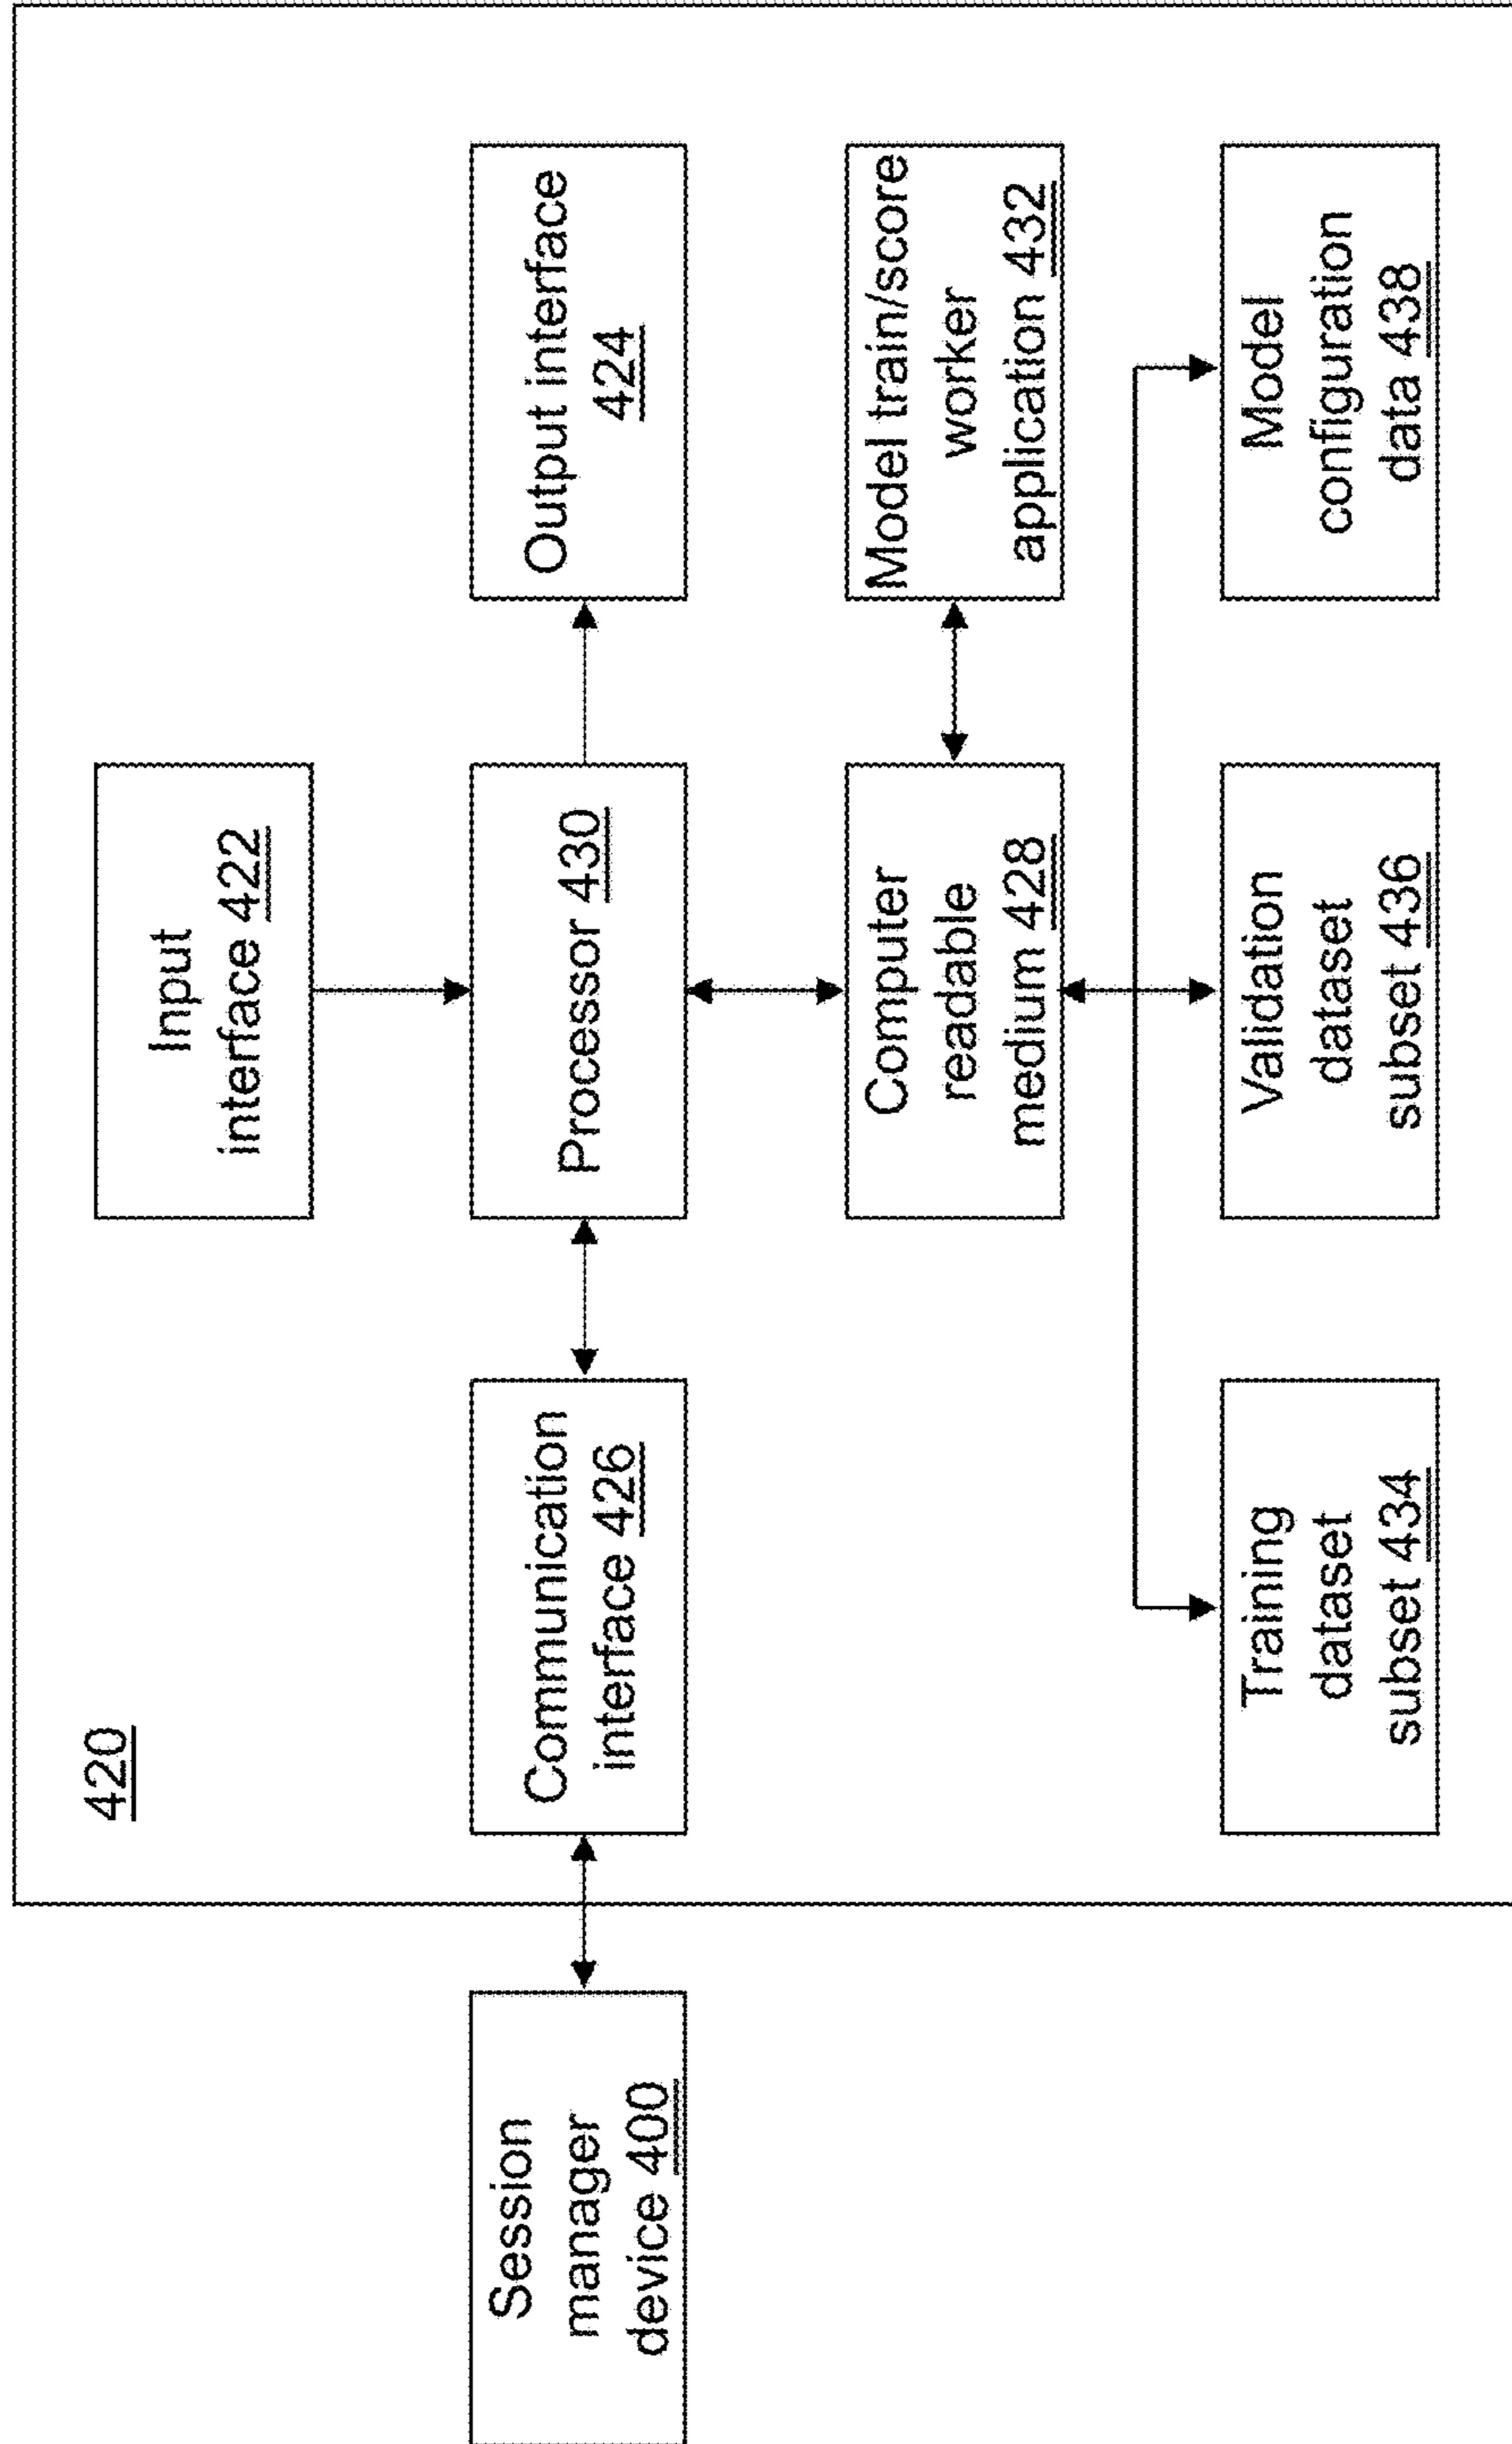 420
Input
interface 422
Session
manager
device 400
Communication
interface 426
Processor 430
Output interface
424
Computer
readable
medium 428
Model train/score
worker
application 432
Training
dataset
subset 434
Validation
dataset
subset 436
Model
configuration
data 438